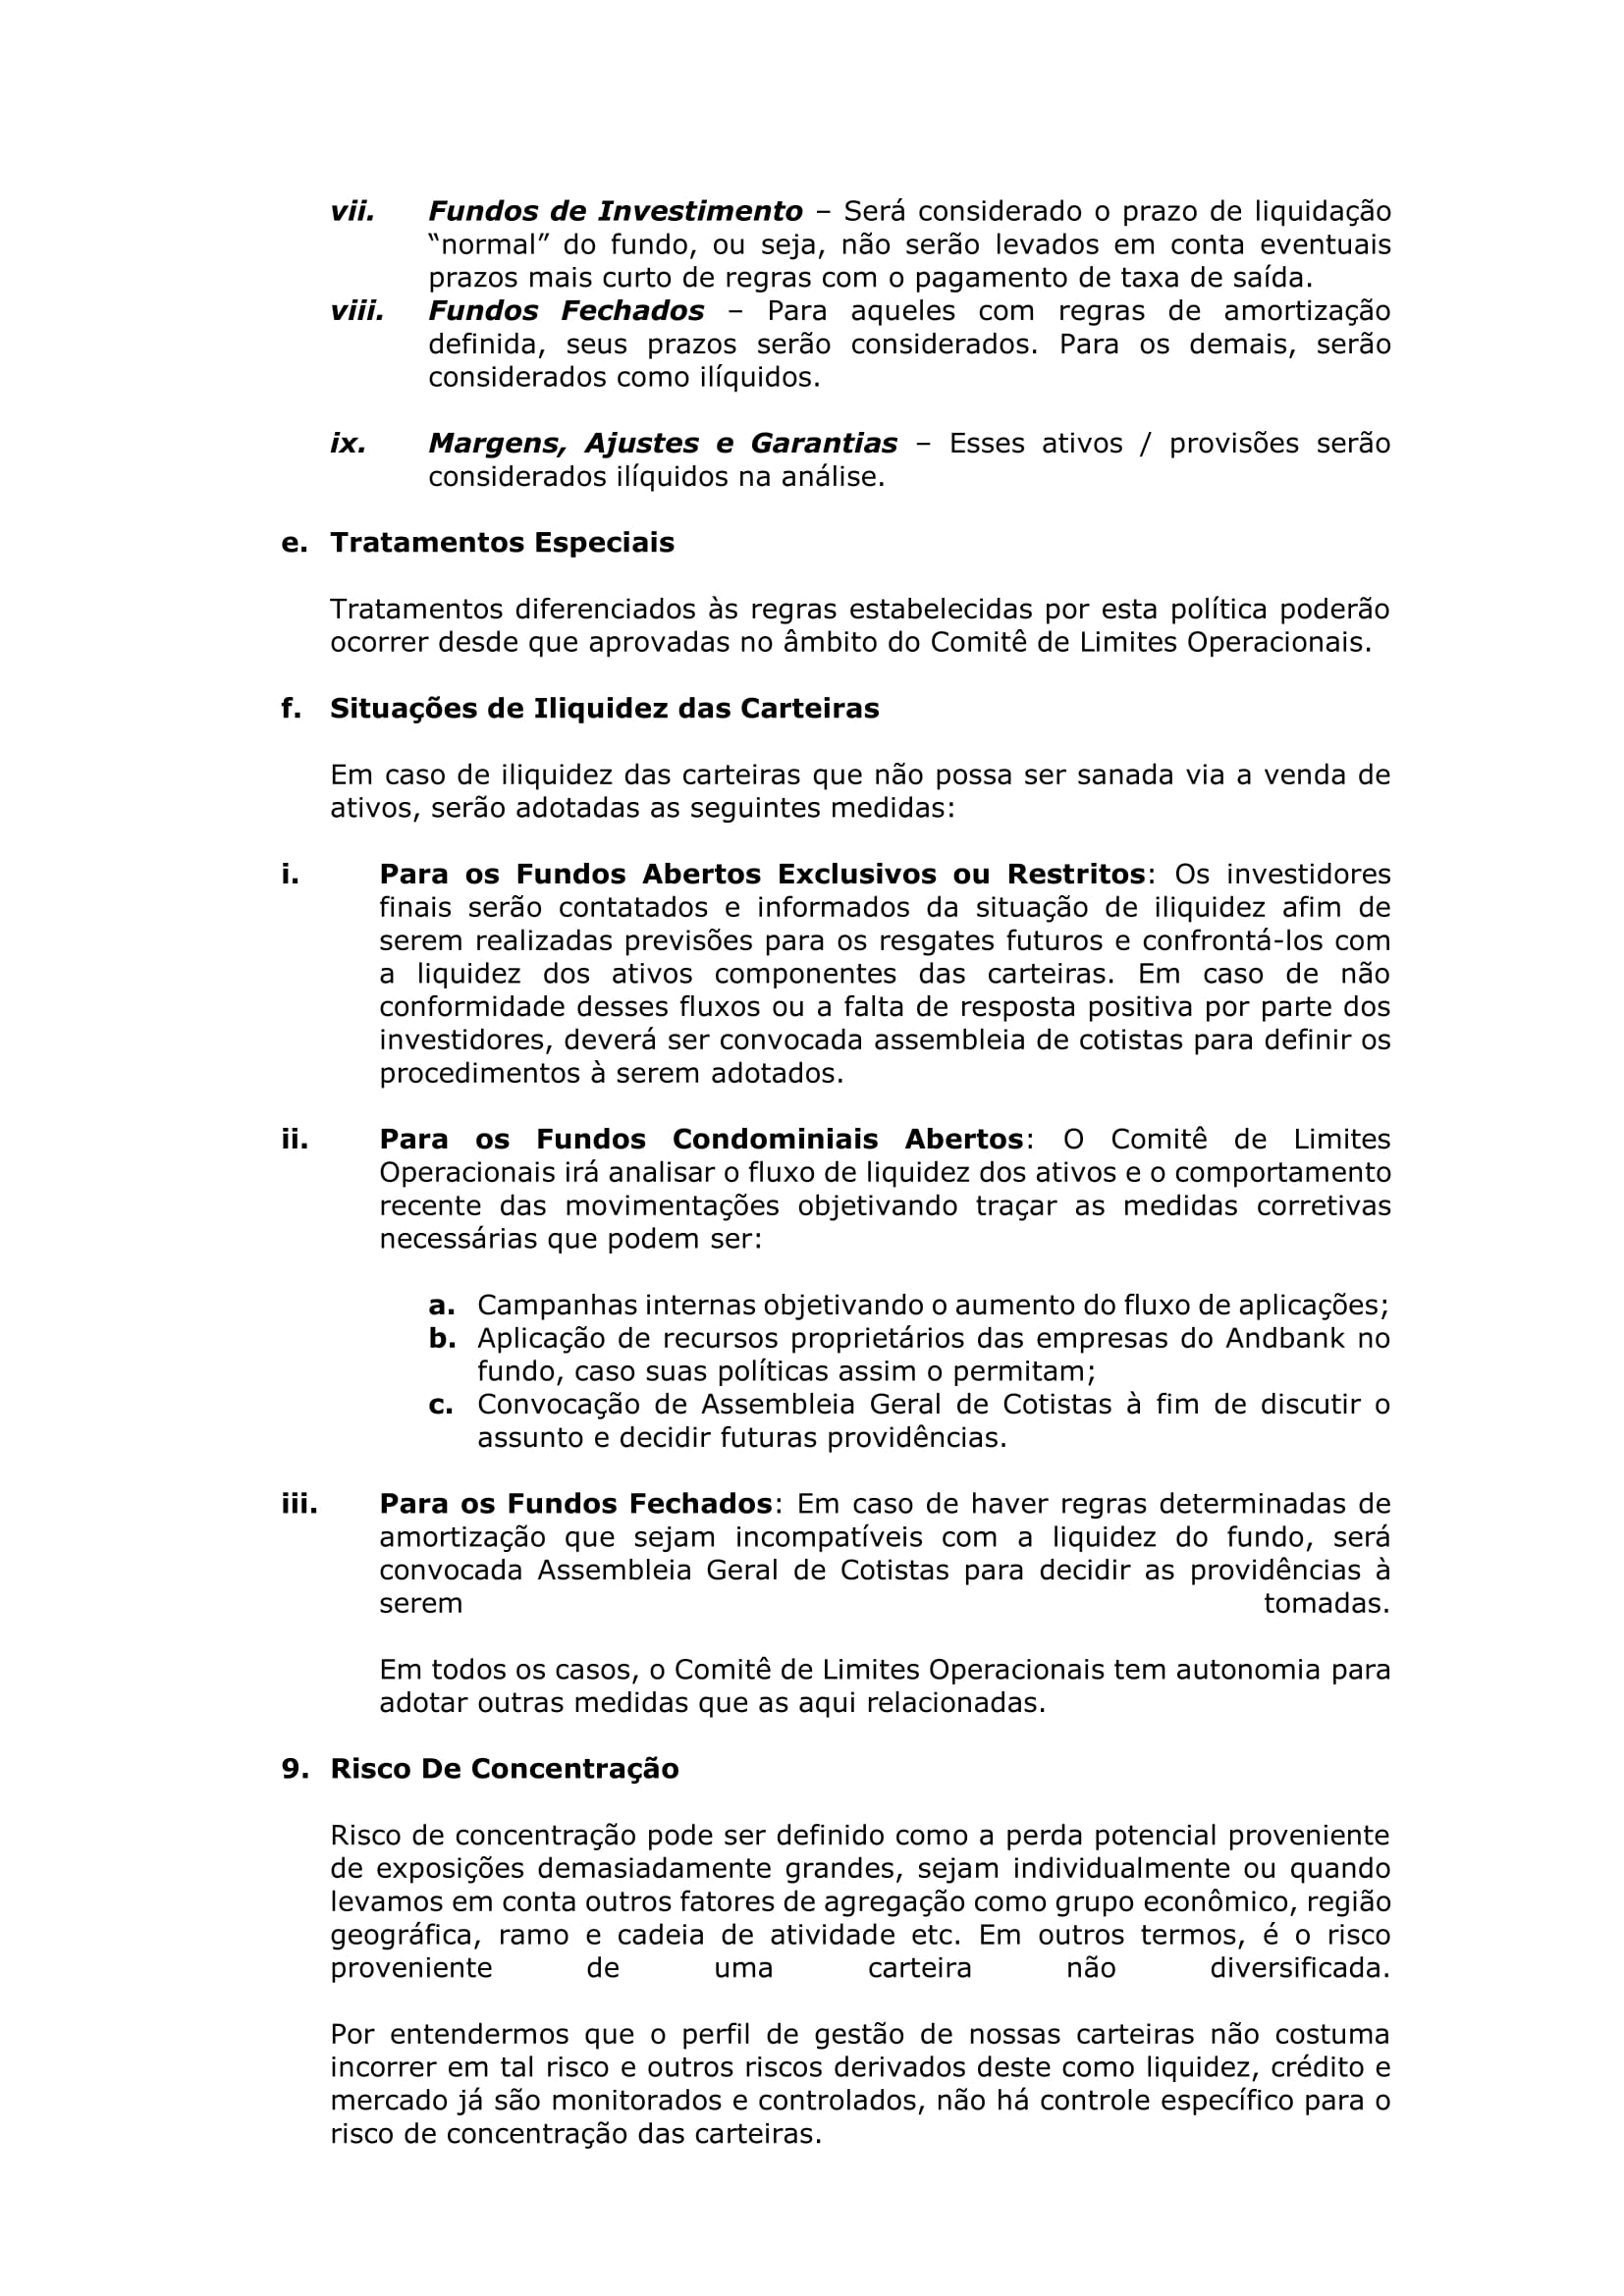 vii. Fundos de Investimento – Será considerado o prazo de liquidação
“normal” do fundo, ou seja, não serão levados em conta eventuais
prazos mais curto de regras com o pagamento de taxa de saída.
viii. Fundos Fechados – Para aqueles com regras de amortização
definida, seus prazos serão considerados. Para os demais, serão
considerados como ilíquidos.
ix. Margens, Ajustes e Garantias – Esses ativos / provisões serão
considerados ilíquidos na análise.
e. Tratamentos Especiais
Tratamentos diferenciados às regras estabelecidas por esta política poderão
ocorrer desde que aprovadas no âmbito do Comitê de Limites Operacionais.
f. Situações de Iliquidez das Carteiras
Em caso de iliquidez das carteiras que não possa ser sanada via a venda de
ativos, serão adotadas as seguintes medidas:
i. Para os Fundos Abertos Exclusivos ou Restritos: Os investidores
finais serão contatados e informados da situação de iliquidez afim de
serem realizadas previsões para os resgates futuros e confrontá-los com
a liquidez dos ativos componentes das carteiras. Em caso de não
conformidade desses fluxos ou a falta de resposta positiva por parte dos
investidores, deverá ser convocada assembleia de cotistas para definir os
procedimentos à serem adotados.
ii. Para os Fundos Condominiais Abertos: O Comitê de Limites
Operacionais irá analisar o fluxo de liquidez dos ativos e o comportamento
recente das movimentações objetivando traçar as medidas corretivas
necessárias que podem ser:
a. Campanhas internas objetivando o aumento do fluxo de aplicações;
b. Aplicação de recursos proprietários das empresas do Andbank no
fundo, caso suas políticas assim o permitam;
c. Convocação de Assembleia Geral de Cotistas à fim de discutir o
assunto e decidir futuras providências.
iii. Para os Fundos Fechados: Em caso de haver regras determinadas de
amortização que sejam incompatíveis com a liquidez do fundo, será
convocada Assembleia Geral de Cotistas para decidir as providências à
serem tomadas.
Em todos os casos, o Comitê de Limites Operacionais tem autonomia para
adotar outras medidas que as aqui relacionadas.
9. Risco De Concentração
Risco de concentração pode ser definido como a perda potencial proveniente
de exposições demasiadamente grandes, sejam individualmente ou quando
levamos em conta outros fatores de agregação como grupo econômico, região
geográfica, ramo e cadeia de atividade etc. Em outros termos, é o risco
proveniente de uma carteira não diversificada.
Por entendermos que o perfil de gestão de nossas carteiras não costuma
incorrer em tal risco e outros riscos derivados deste como liquidez, crédito e
mercado já são monitorados e controlados, não há controle específico para o
risco de concentração das carteiras.